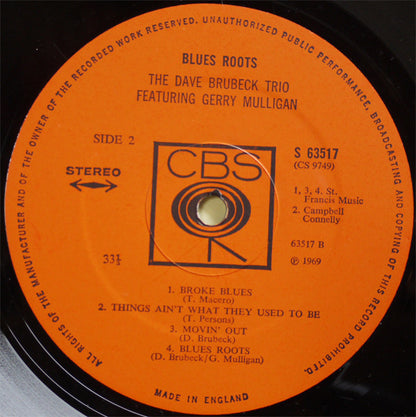 ALL RIGHTS OF THE MANUFACTURER AND OF THE OWNER OF THE RECORDED WORK RESERVED. UNAUTHORIZED PUBLIC PERFORMANCE, BROADCASTING AND COPYING OF THIS RECORD PROHIBITED.
BLUES ROOTS
THE DAVE BRUBECK TRIO
FEATURING GERRY MULLIGAN
SIDE 2
S 63517
(CS 9749)
STEREO
CBS
1, 3, 4. St.
Francis Music
2. Campbell
Connelly
33⅓
63517 B
℗ 1969
1. BROKE BLUES
(T. Macero)
2. THINGS AIN'T WHAT THEY USED TO BE
(T. Persons)
3. MOVIN' OUT
(D. Brubeck)
4. BLUES ROOTS
(D. Brubeck/G. Mulligan)
MADE IN ENGLAND